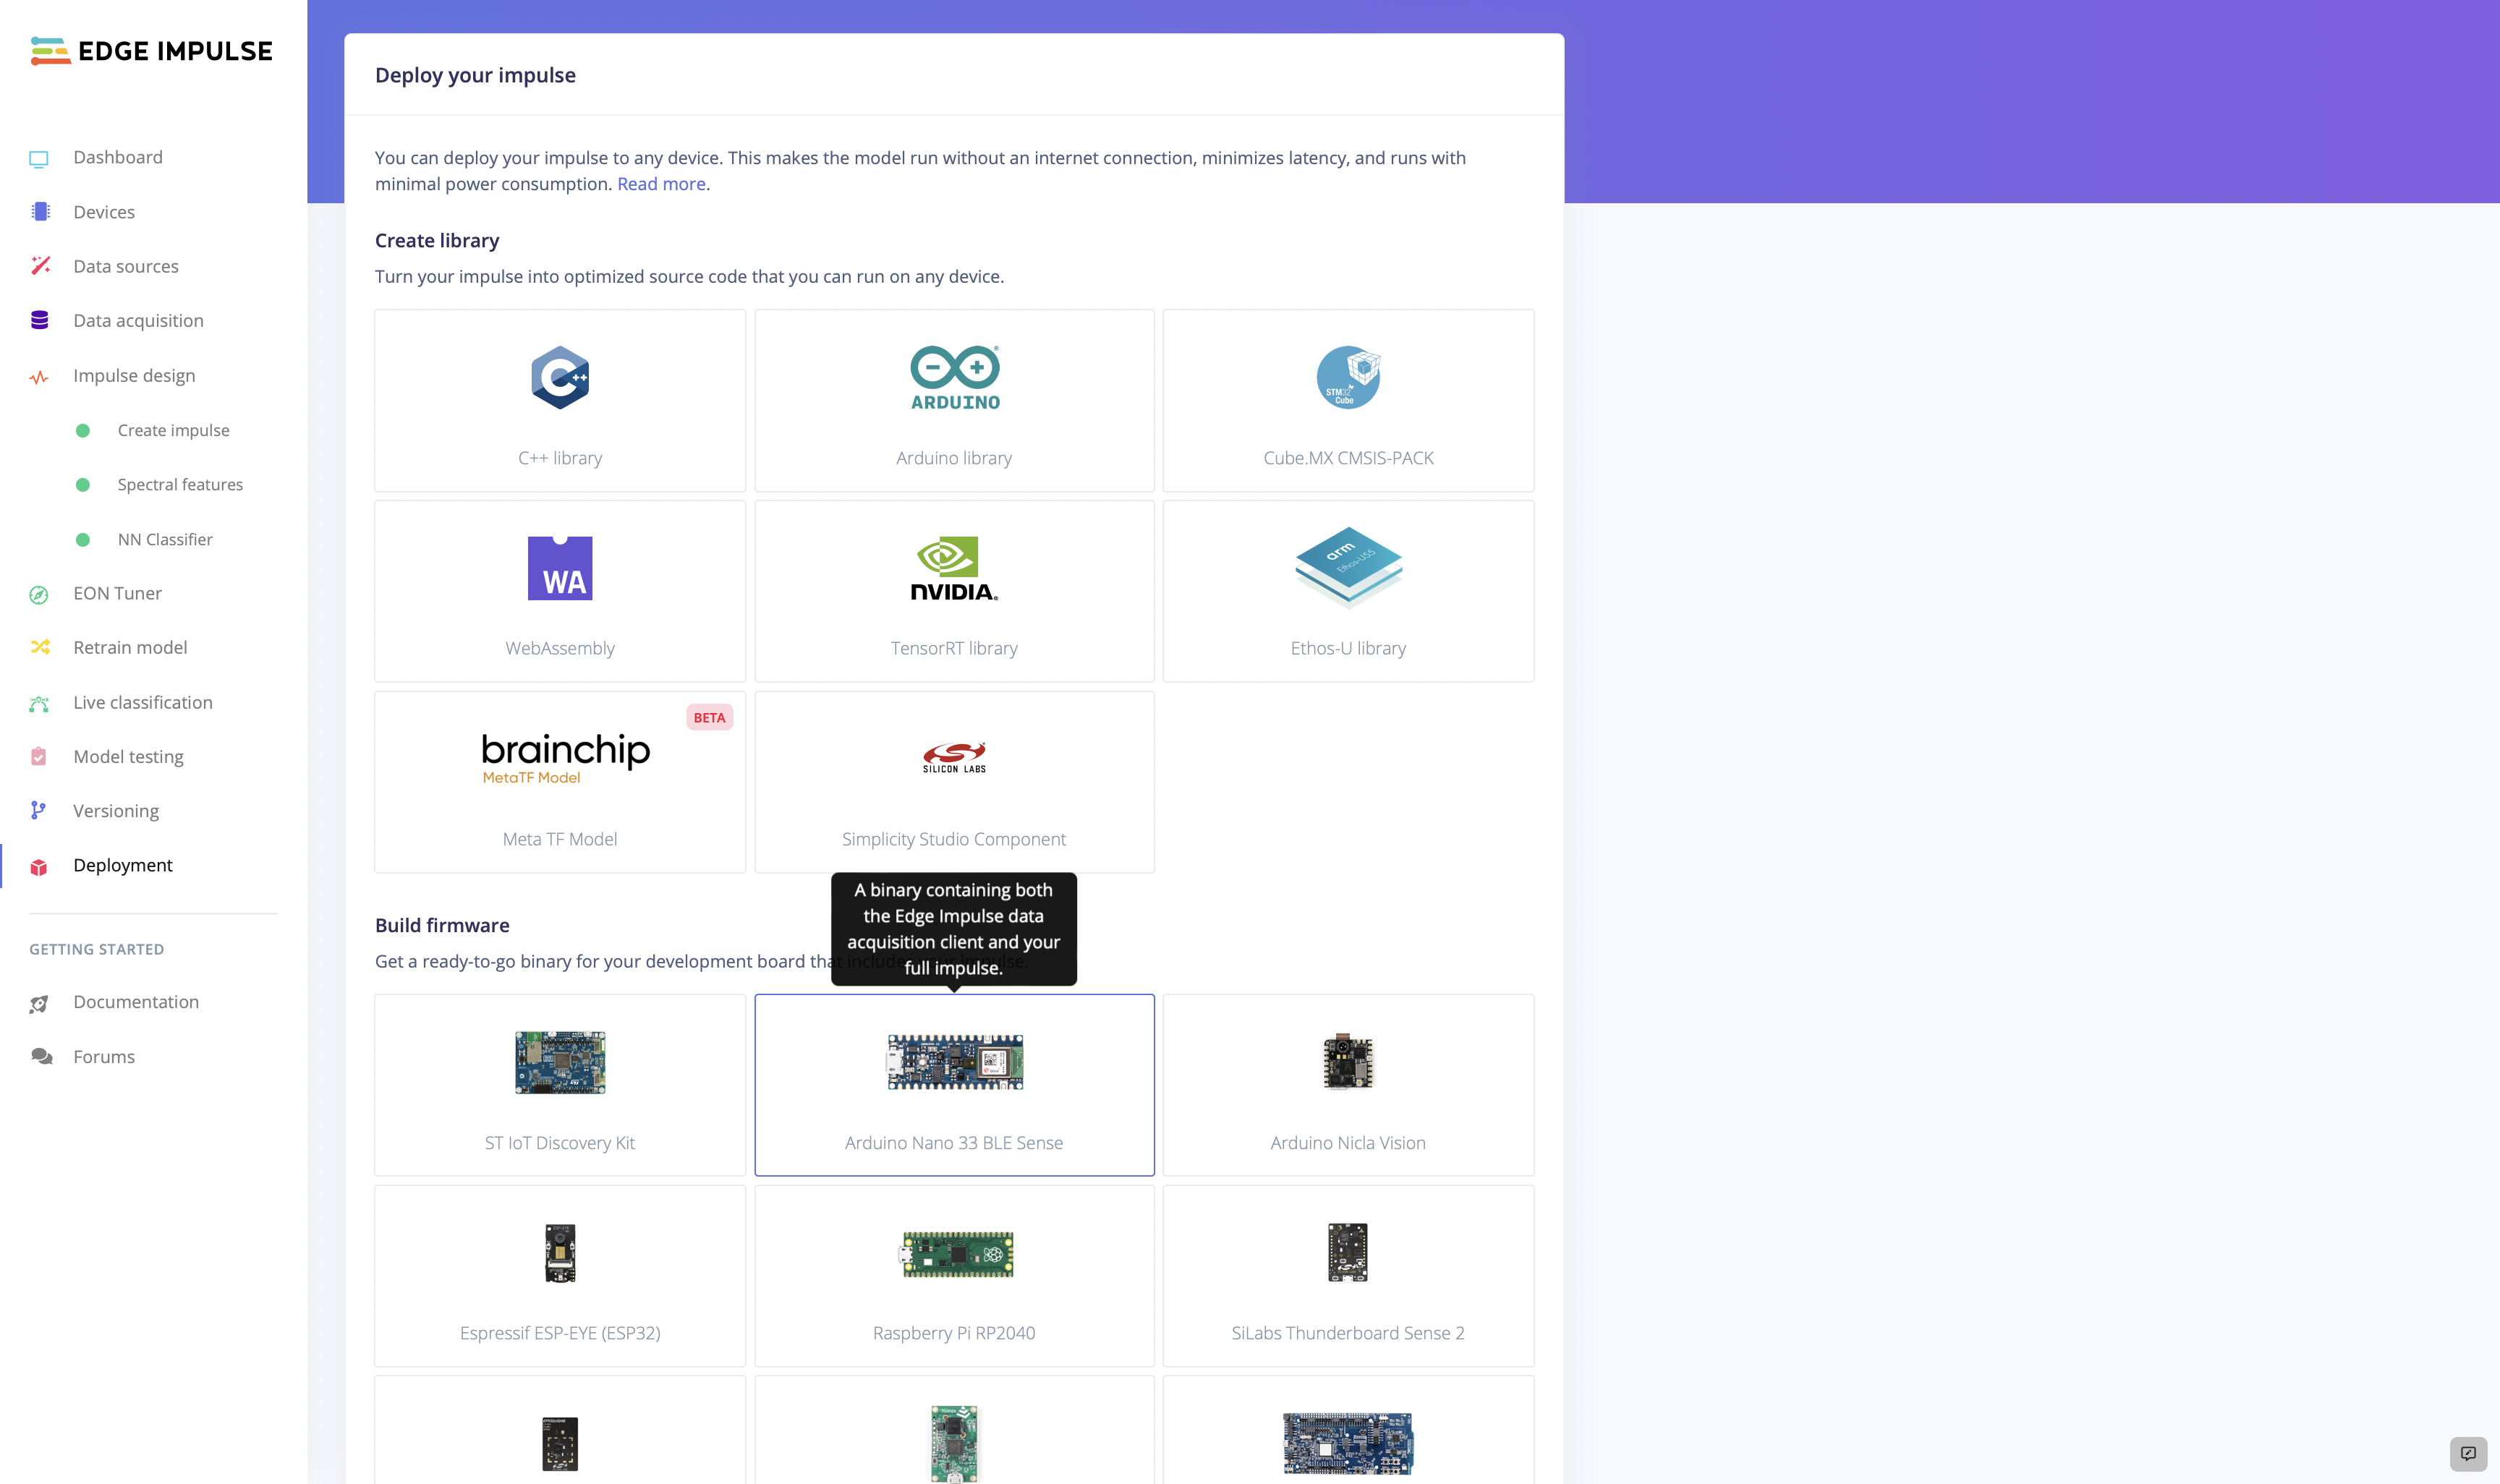 EDGE IMPULSE
Dashboard
Devices
Data sources
Data acquisition
Impulse design
Create impulse
Spectral features
NN Classifier
EON Tuner
Retrain model
Live classification
Model testing
Versioning
Deployment
GETTING STARTED
Documentation
Forums
Deploy your impulse
You can deploy your impulse to any device. This makes the model run without an internet connection, minimizes latency, and runs with
minimal power consumption. Read more.
Create library
Turn your impulse into optimized source code that you can run on any device.
C++
C++ library
ARDUINO
Arduino library
STM32
Cube
Cube.MX CMSIS-PACK
WA
WebAssembly
NVIDIA.
TensorRT library
arm
Ethos-U55
Ethos-U library
BETA
brainchip
MetaTF Model
Meta TF Model
SILICON LABS
Simplicity Studio Component
A binary containing both
the Edge Impulse data
acquisition client and your
full impulse.
Build firmware
Get a ready-to-go binary for your development board that includes your impulse.
ST IoT Discovery Kit
Arduino Nano 33 BLE Sense
Arduino Nicla Vision
Espressif ESP-EYE (ESP32)
Raspberry Pi RP2040
SiLabs Thunderboard Sense 2